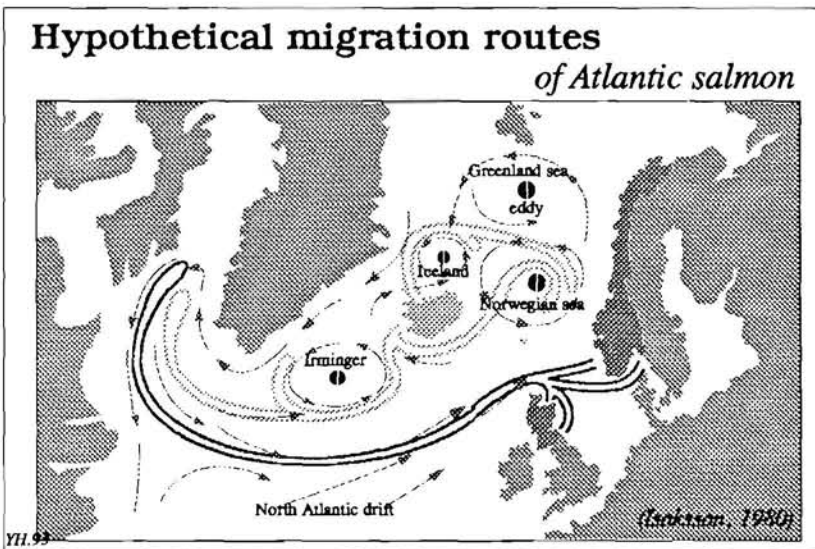 Hypothetical migration routes
of Atlantic salmon
Greenland sea
eddy
Iceland
Norwegian sea
Irminger
North Atlantic drift
(Isaksson, 1980)
YH.93